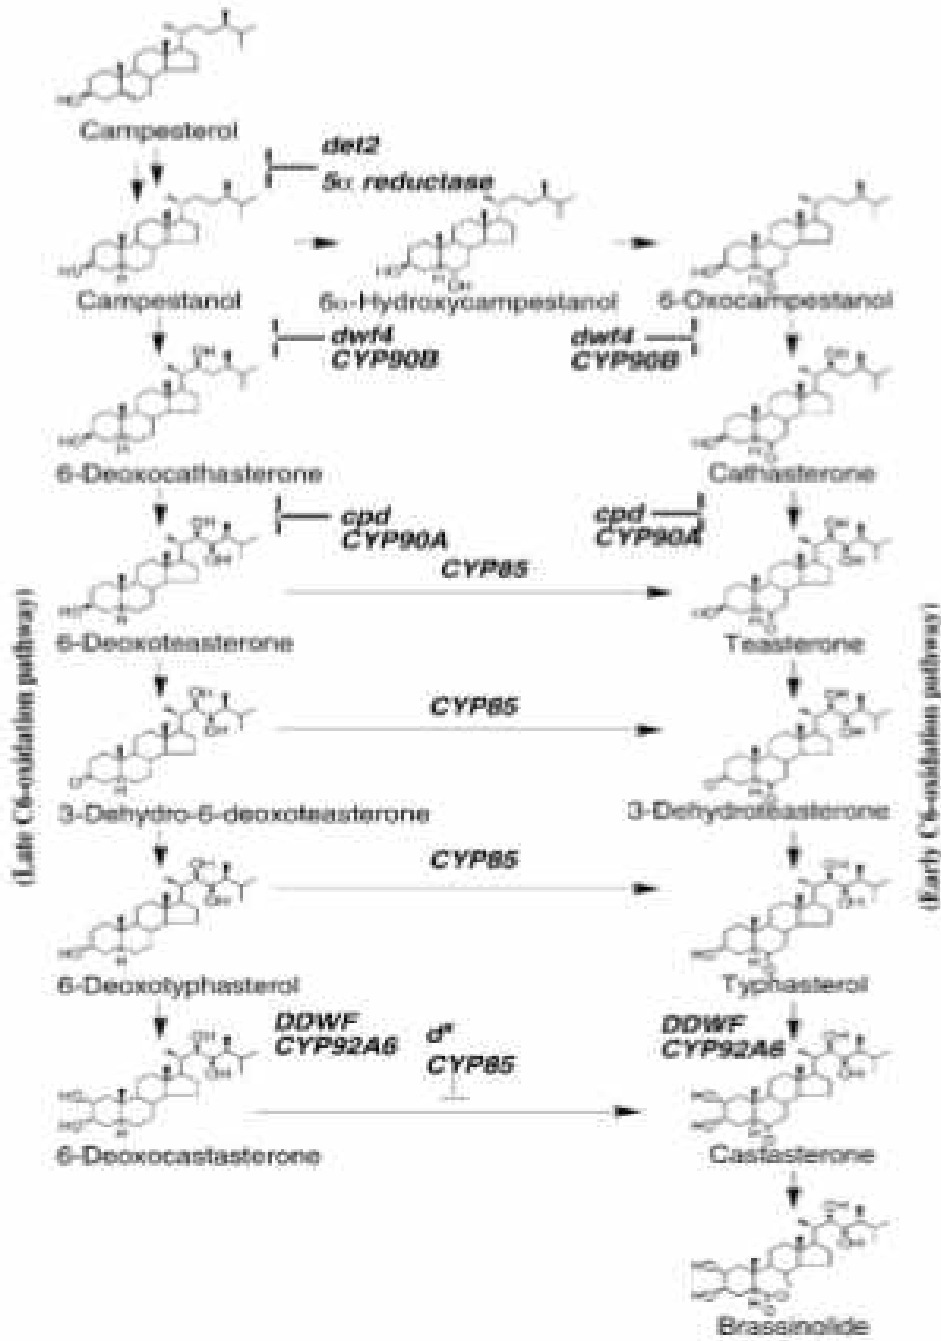 Campesterol
det2
5α reductase
Campestanol
6α-Hydroxycampestanol
6-Oxocampestanol
dwf4
CYP90B
dwf4
CYP90B
6-Deoxocathasterone
Cathasterone
cpd
CYP90A
cpd
CYP90A
CYP85
6-Deoxoteasterone
Teasterone
CYP85
3-Dehydro-6-deoxoteasterone
3-Dehydroteasterone
CYP85
6-Deoxotyphasterol
Typhasterol
DDWF
CYP92A6
CYP85
DDWF
CYP92A6
6-Deoxocastasterone
Castasterone
Brassinolide
(Late C6-oxidation pathway)
(Early C6-oxidation pathway)